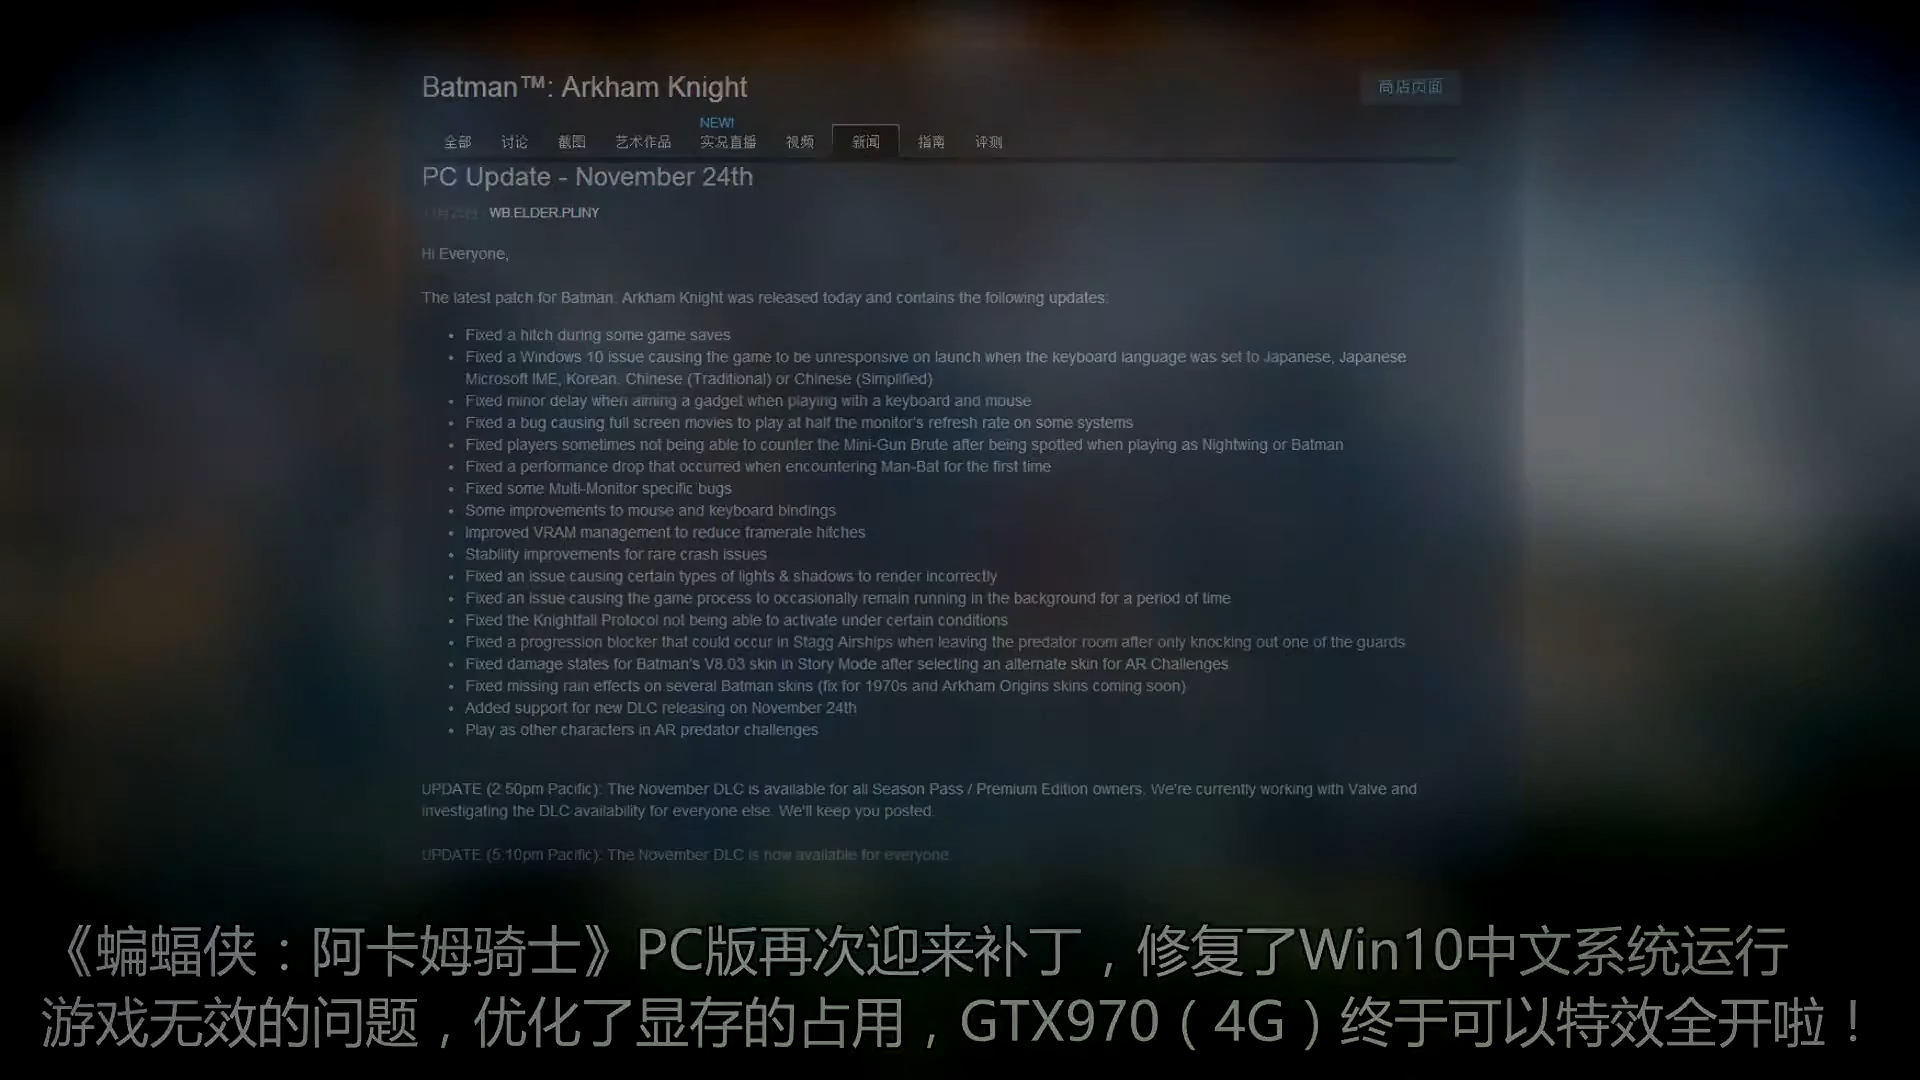 Batman™: Arkham Knight
商店页面
NEW!
全部 讨论 截图 艺术作品 实况直播 视频 新闻 指南 评测
PC Update - November 24th
WB.ELDER.PLINY
Hi Everyone,
The latest patch for Batman: Arkham Knight was released today and contains the following updates:
• Fixed a hitch during some game saves
• Fixed a Windows 10 issue causing the game to be unresponsive on launch when the keyboard language was set to Japanese, Japanese
Microsoft IME, Korean. Chinese (Traditional) or Chinese (Simplified)
• Fixed minor delay when aiming a gadget when playing with a keyboard and mouse
• Fixed a bug causing full screen movies to play at half the monitor's refresh rate on some systems
• Fixed players sometimes not being able to counter the Mini-Gun Brute after being spotted when playing as Nightwing or Batman
• Fixed a performance drop that occurred when encountering Man-Bat for the first time
• Fixed some Multi-Monitor specific bugs
• Some improvements to mouse and keyboard bindings
• Improved VRAM management to reduce framerate hitches
• Stability improvements for rare crash issues
• Fixed an issue causing certain types of lights & shadows to render incorrectly
• Fixed an issue causing the game process to occasionally remain running in the background for a period of time
• Fixed the Knightfall Protocol not being able to activate under certain conditions
• Fixed a progression blocker that could occur in Stagg Airships when leaving the predator room after only knocking out one of the guards
• Fixed damage states for Batman's V8.03 skin in Story Mode after selecting an alternate skin for AR Challenges
• Fixed missing rain effects on several Batman skins (fix for 1970s and Arkham Origins skins coming soon)
• Added support for new DLC releasing on November 24th
• Play as other characters in AR predator challenges
UPDATE (2:50pm Pacific): The November DLC is available for all Season Pass / Premium Edition owners. We're currently working with Valve and
investigating the DLC availability for everyone else. We'll keep you posted.
UPDATE (5:10pm Pacific): The November DLC is now available for everyone.
《蝙蝠侠：阿卡姆骑士》PC版再次迎来补丁，修复了Win10中文系统运行
游戏无效的问题，优化了显存的占用，GTX970（4G）终于可以特效全开啦！